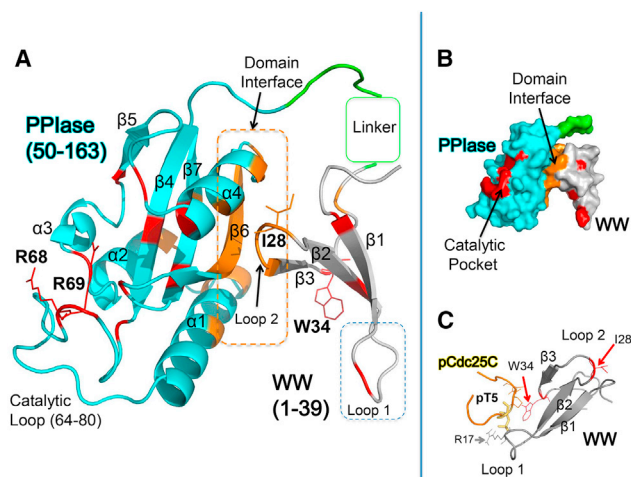 A
Domain
Interface
PPIase
(50-163)
β5
β7
β4
α4
Linker
α3
β6
β1
R68
α2
I28
β2
R69
β3
Loop 2
W34
α1
WW
(1-39)
Loop 1
Catalytic
Loop (64-80)
B
Domain
Interface
PPIase
WW
Catalytic
Pocket
C
Loop 2
I28
pCdc25C
W34
β3
pT5
β2
β1
R17
WW
Loop 1